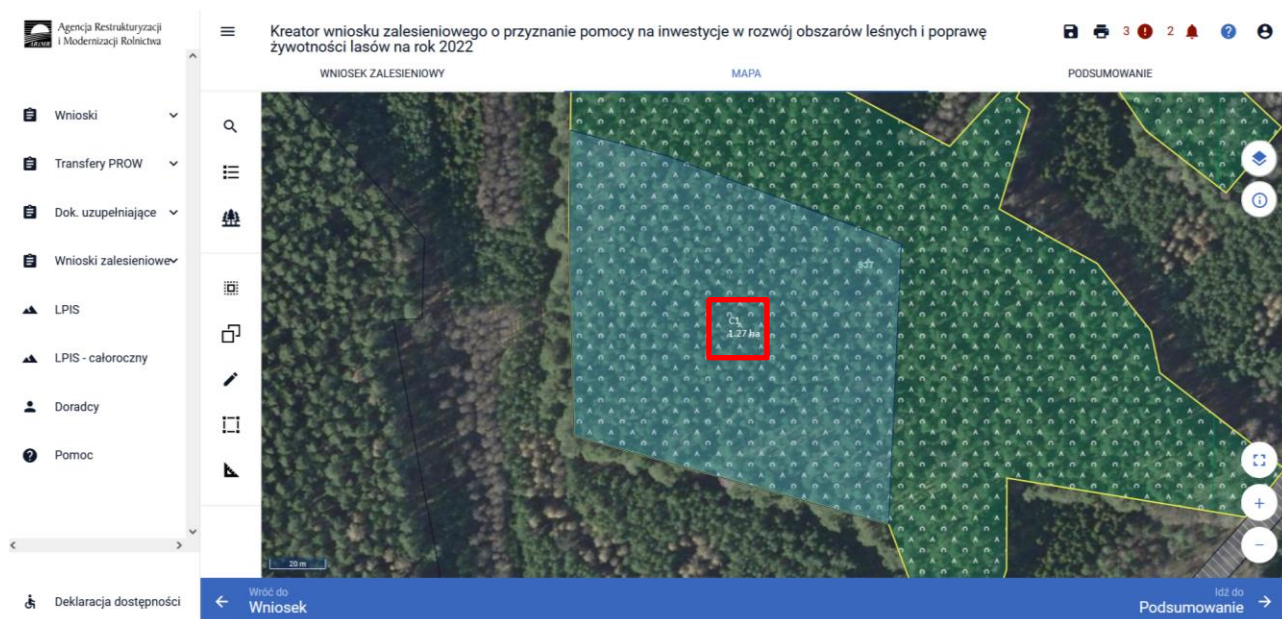 Agencja Restrukturyzacji
i Modernizacji Rolnictwa
ARiMR
Kreator wniosku zalesieniowego o przyznanie pomocy na inwestycje w rozwój obszarów leśnych i poprawę
żywotności lasów na rok 2022
3
2
WNIOSEK ZALESIENIOWY
MAPA
PODSUMOWANIE
Wnioski
Transfery PROW
Dok. uzupełniające
Wnioski zalesieniowe
LPIS
LPIS - całoroczny
Doradcy
Pomoc
Deklaracja dostępności
C1
1.27 ha
20 m
Wróć do
Wniosek
Idź do
Podsumowanie